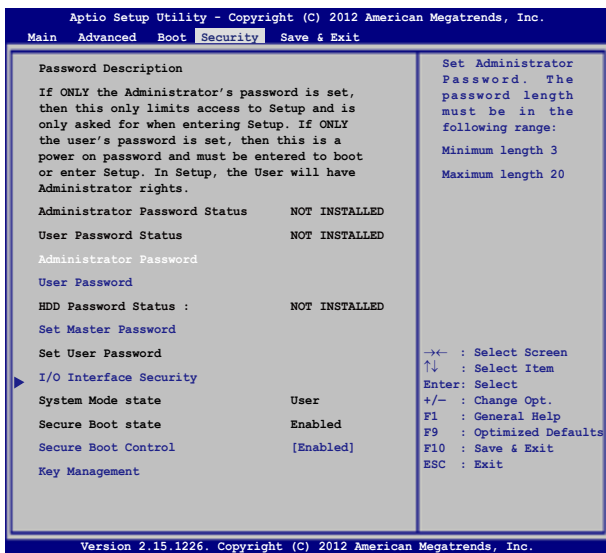 Aptio Setup Utility - Copyright (C) 2012 American Megatrends, Inc.
Main Advanced Boot Security Save & Exit
Password Description
If ONLY the Administrator's password is set,
then this only limits access to Setup and is
only asked for when entering Setup. If ONLY
the user's password is set, then this is a
power on password and must be entered to boot
or enter Setup. In Setup, the User will have
Administrator rights.
Administrator Password Status NOT INSTALLED
User Password Status NOT INSTALLED
Administrator Password
User Password
HDD Password Status : NOT INSTALLED
Set Master Password
Set User Password
I/O Interface Security
System Mode state User
Secure Boot state Enabled
Secure Boot Control [Enabled]
Key Management
Set Administrator
Password. The
password length
must be in the
following range:
Minimum length 3
Maximum length 20
→← : Select Screen
↑↓ : Select Item
Enter: Select
+/— : Change Opt.
F1 : General Help
F9 : Optimized Defaults
F10 : Save & Exit
ESC : Exit
Version 2.15.1226. Copyright (C) 2012 American Megatrends, Inc.